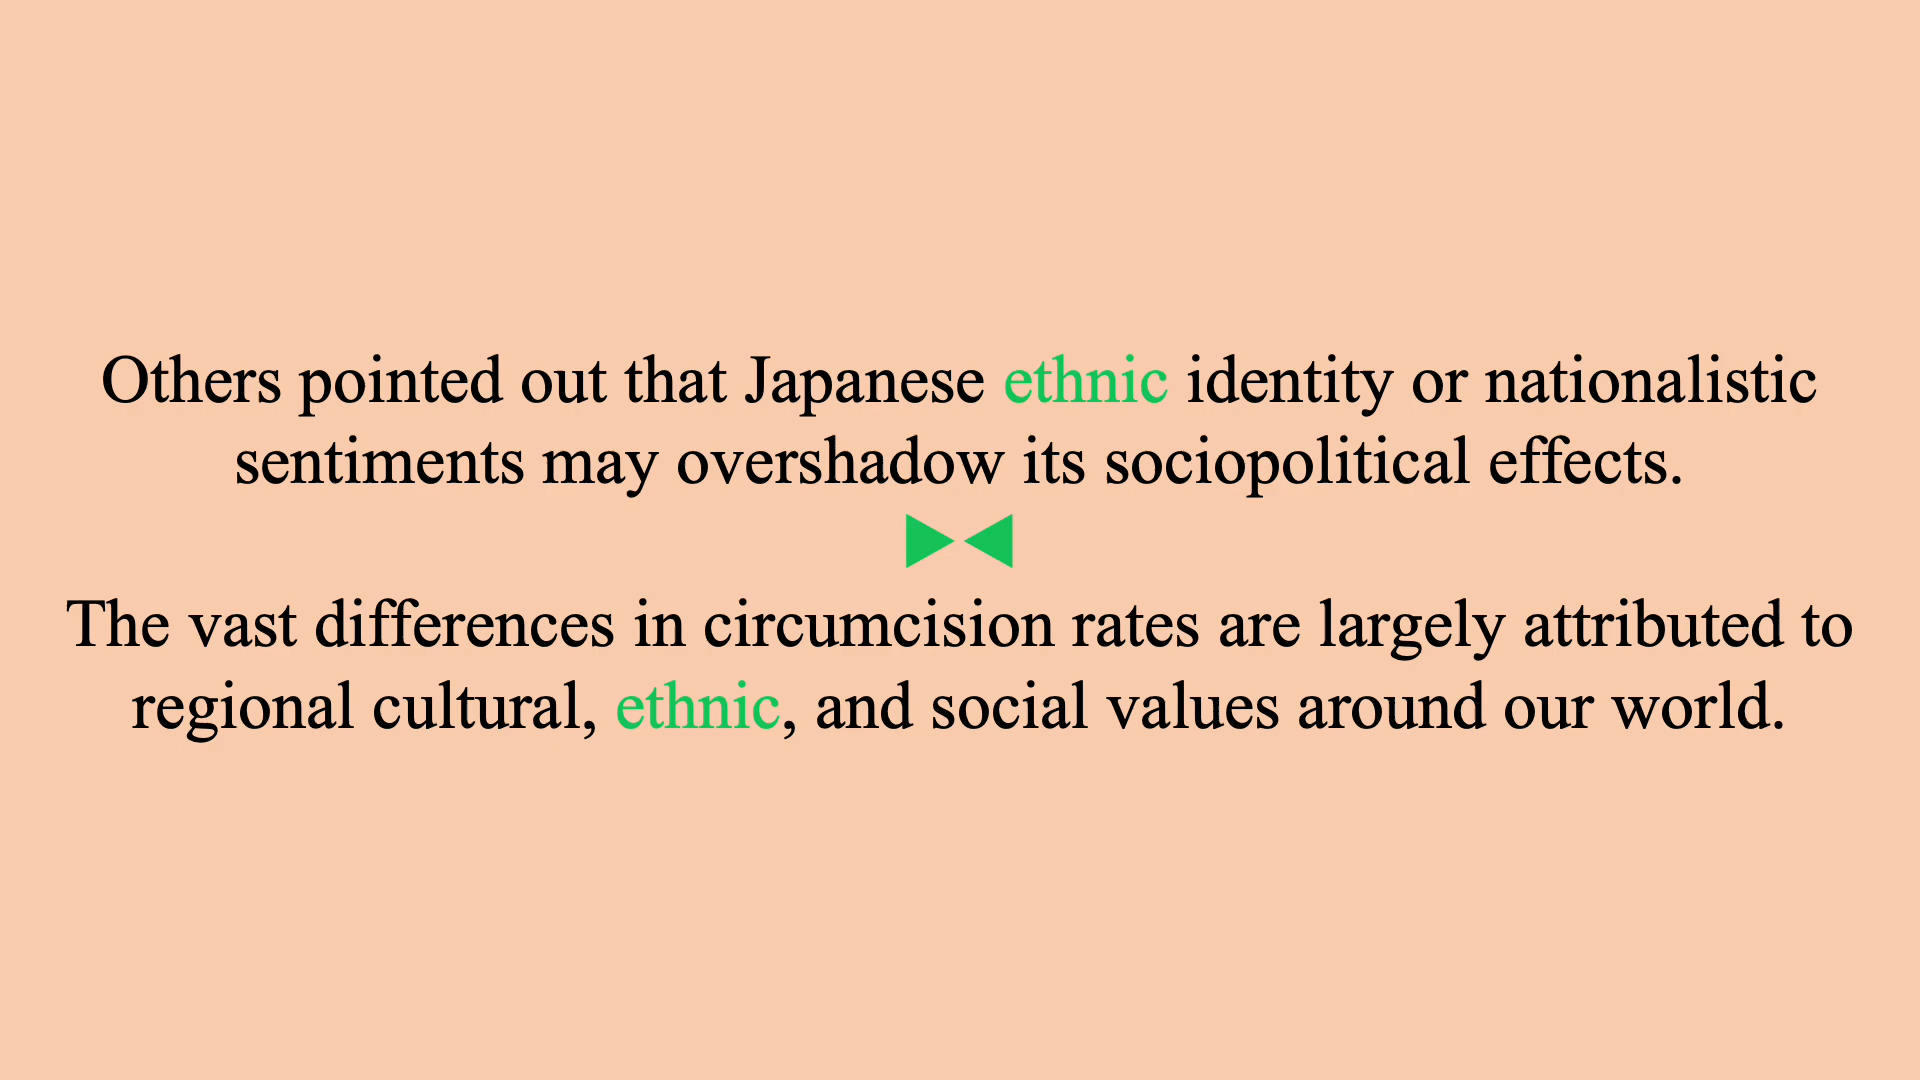 Others pointed out that Japanese ethnic identity or nationalistic
sentiments may overshadow its sociopolitical effects.
The vast differences in circumcision rates are largely attributed to
regional cultural, ethnic, and social values around our world.